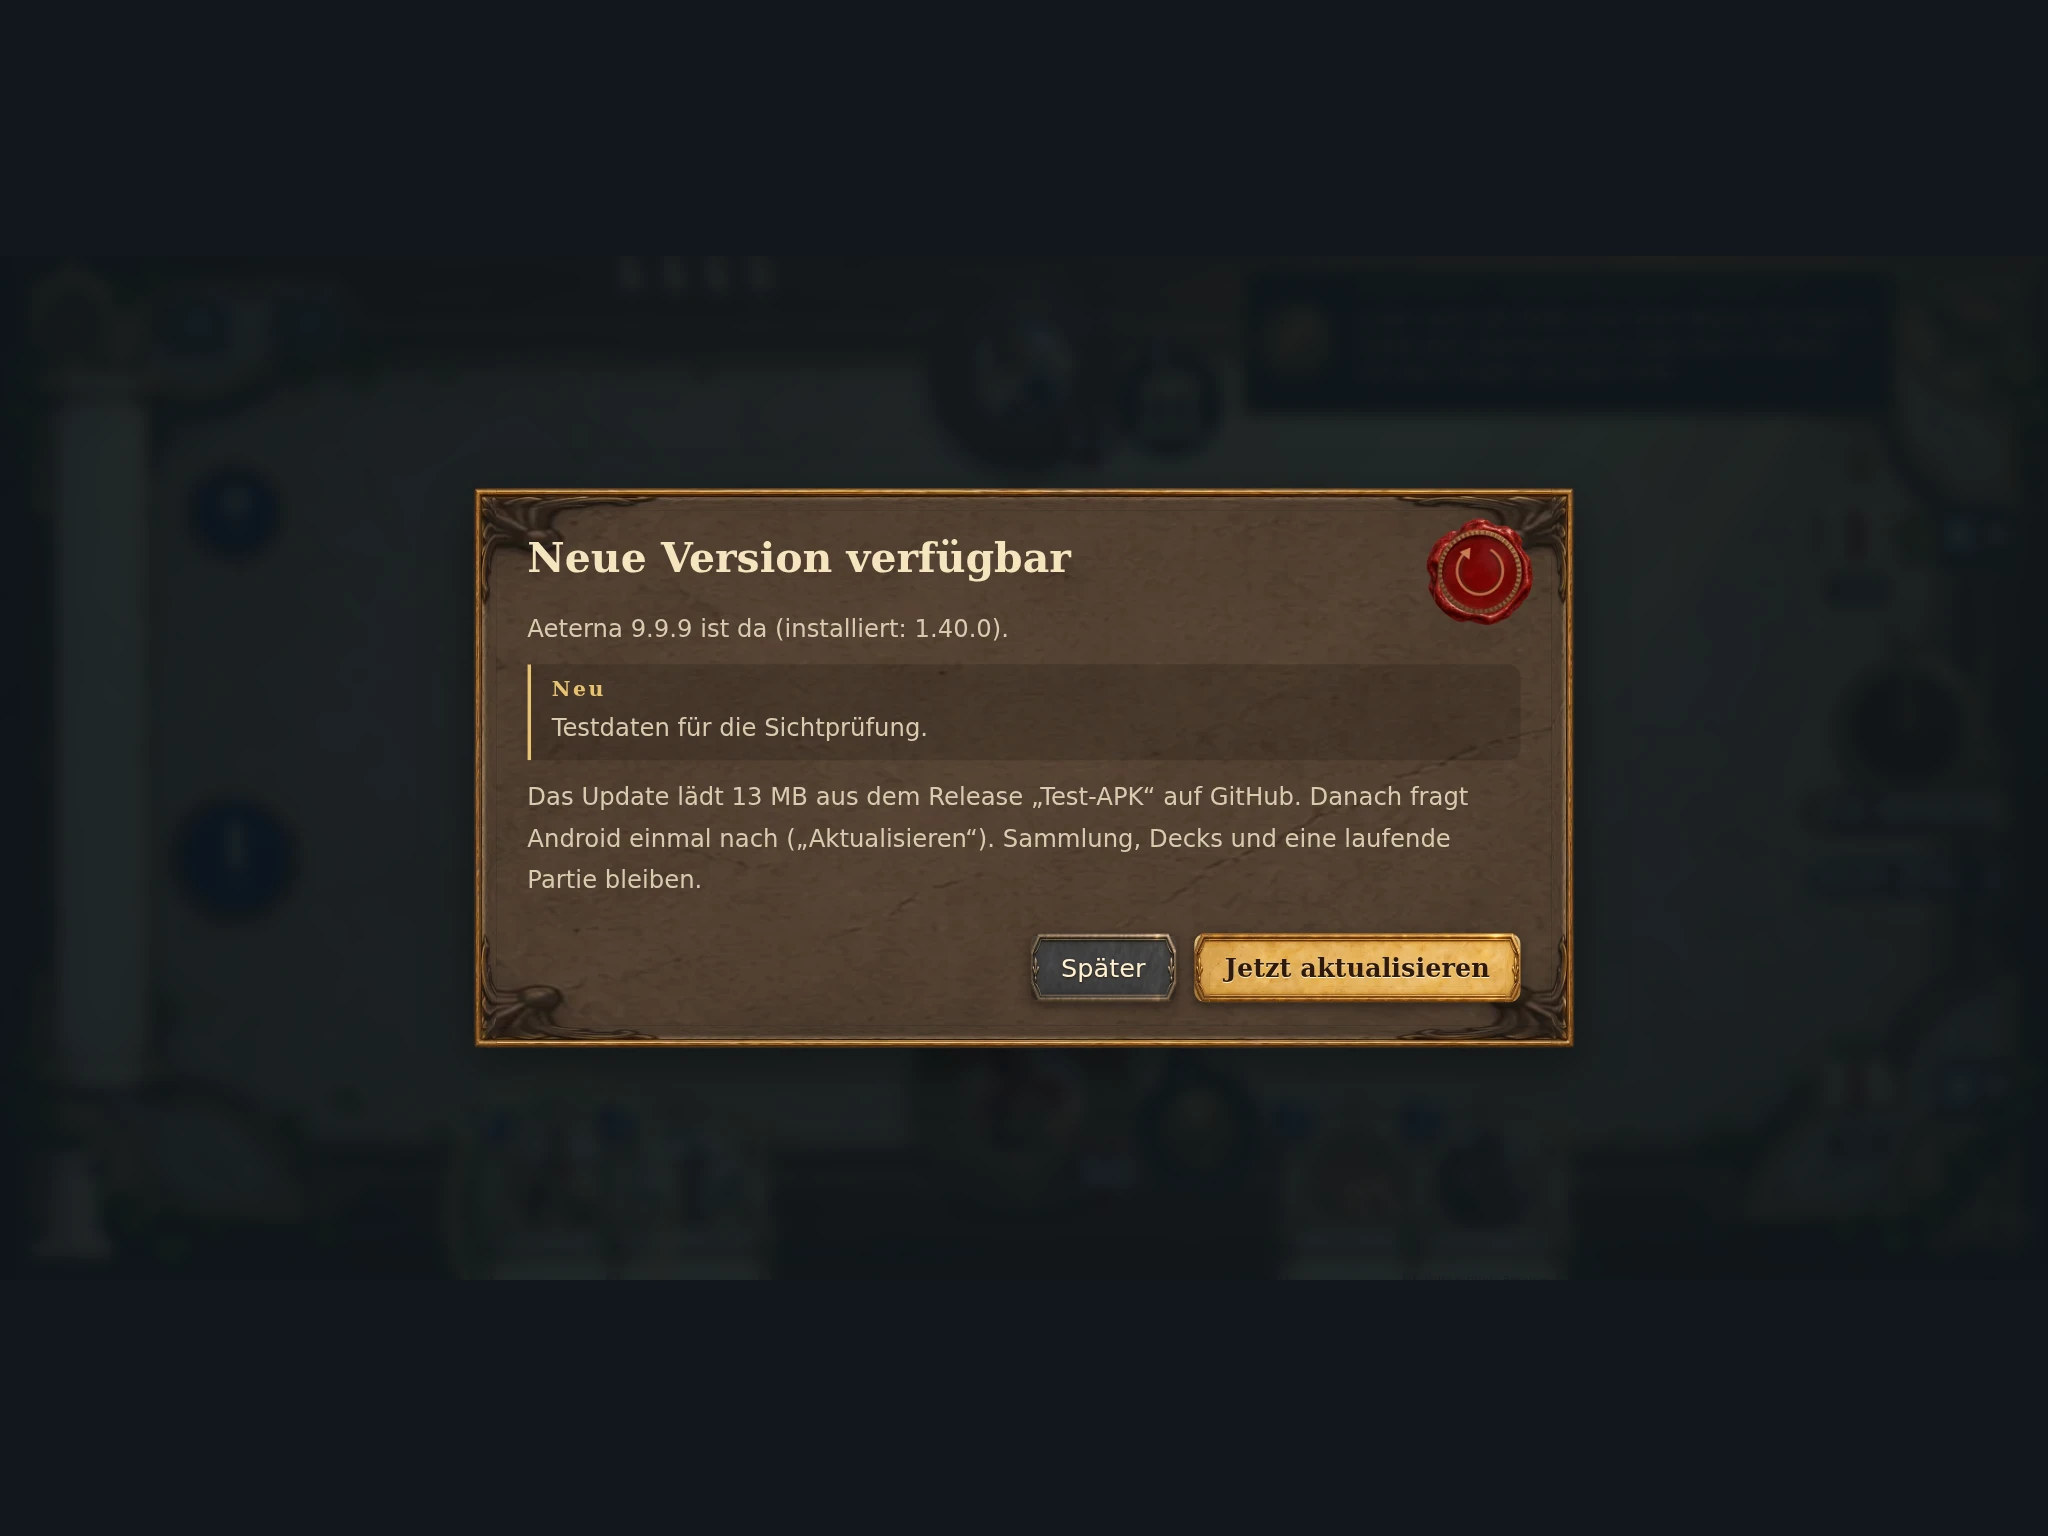 Neue Version verfügbar
Aeterna 9.9.9 ist da (installiert: 1.40.0).
Neu
Testdaten für die Sichtprüfung.
Das Update lädt 13 MB aus dem Release „Test-APK“ auf GitHub. Danach fragt
Android einmal nach („Aktualisieren“). Sammlung, Decks und eine laufende
Partie bleiben.
Später
Jetzt aktualisieren